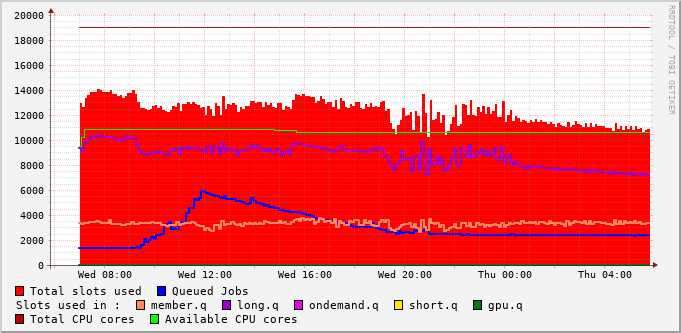 RRDTOOL / TOBI OETIKER
20000
18000
16000
14000
12000
10000
8000
6000
4000
2000
0
Wed 08:00 Wed 12:00 Wed 16:00 Wed 20:00 Thu 00:00 Thu 04:00
Total slots used Queued Jobs
Slots used in : member.q long.q ondemand.q short.q gpu.q
Total CPU cores Available CPU cores